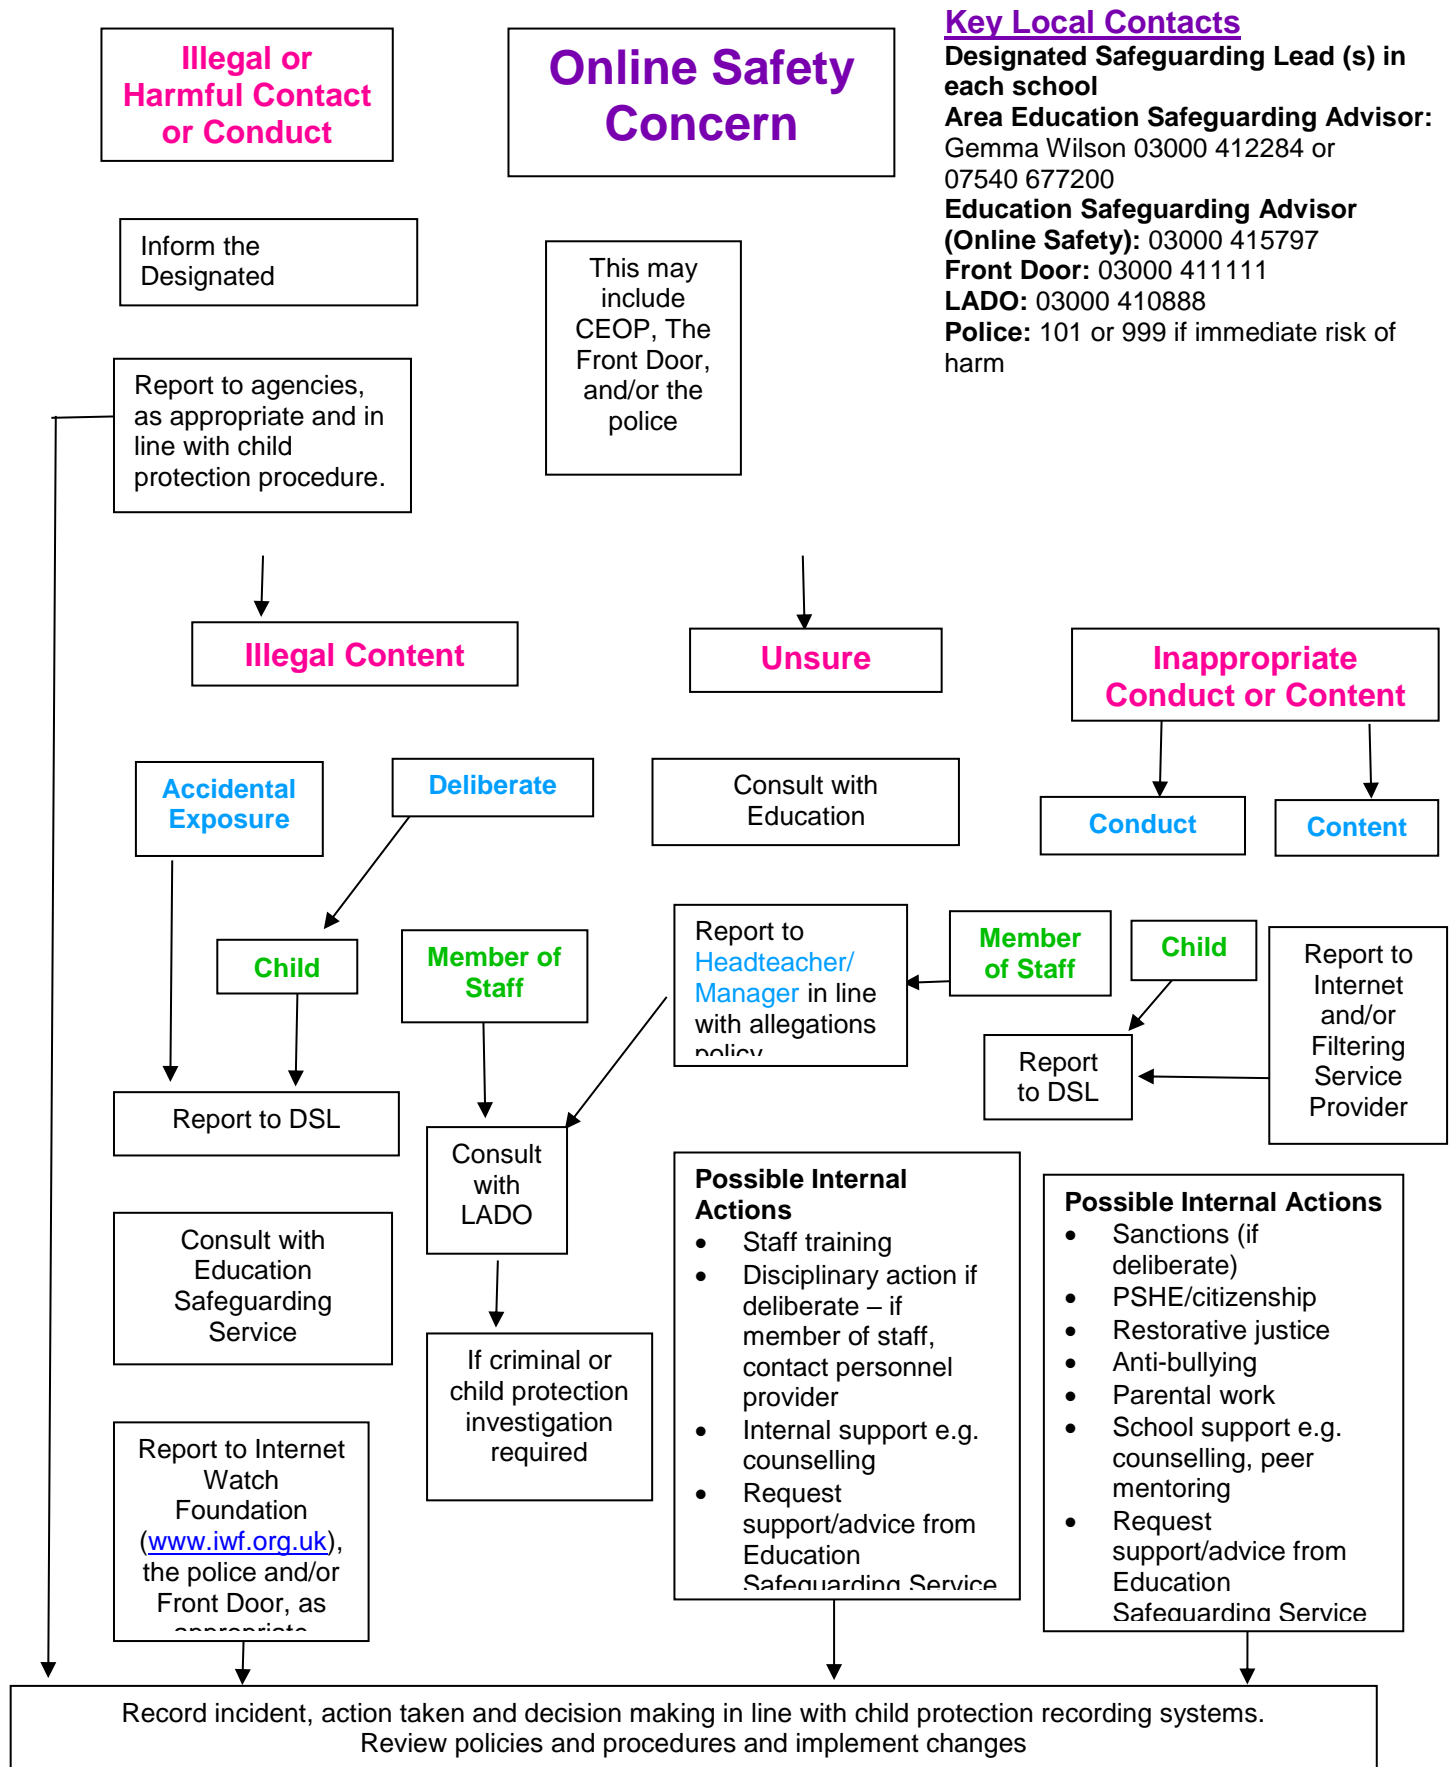 Illegal or
Harmful Contact
or Conduct
Online Safety
Concern
Key Local Contacts
Designated Safeguarding Lead (s) in
each school
Area Education Safeguarding Advisor:
Gemma Wilson 03000 412284 or
07540 677200
Education Safeguarding Advisor
(Online Safety): 03000 415797
Front Door: 03000 411111
LADO: 03000 410888
Police: 101 or 999 if immediate risk of
harm
Inform the
Designated
This may
include
CEOP, The
Front Door,
and/or the
police
Report to agencies,
as appropriate and in
line with child
protection procedure.
Illegal Content
Unsure
Inappropriate
Conduct or Content
Accidental
Exposure
Deliberate
Consult with
Education
Conduct
Content
Child
Member of
Staff
Report to
Headteacher/
Manager in line
with allegations
policy
Member
of Staff
Child
Report to
Internet
and/or
Filtering
Service
Provider
Report
to DSL
Report to DSL
Consult
with
LADO
Consult with
Education
Safeguarding
Service
If criminal or
child protection
investigation
required
Report to Internet
Watch
Foundation
(www.iwf.org.uk),
the police and/or
Front Door, as
appropriate
Possible Internal
Actions
• Staff training
• Disciplinary action if
deliberate – if
member of staff,
contact personnel
provider
• Internal support e.g.
counselling
• Request
support/advice from
Education
Safeguarding Service
Possible Internal Actions
• Sanctions (if
deliberate)
• PSHE/citizenship
• Restorative justice
• Anti-bullying
• Parental work
• School support e.g.
counselling, peer
mentoring
• Request
support/advice from
Education
Safeguarding Service
Record incident, action taken and decision making in line with child protection recording systems.
Review policies and procedures and implement changes